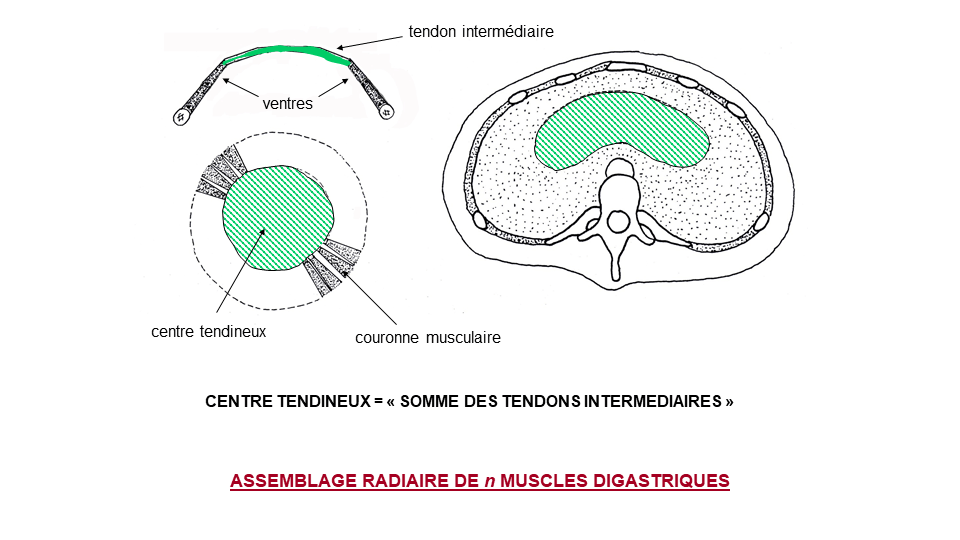 tendon intermédiaire
ventres
centre tendineux
couronne musculaire
CENTRE TENDINEUX = « SOMME DES TENDONS INTERMEDIAIRES »
ASSEMBLAGE RADIAIRE DE n MUSCLES DIGASTRIQUES